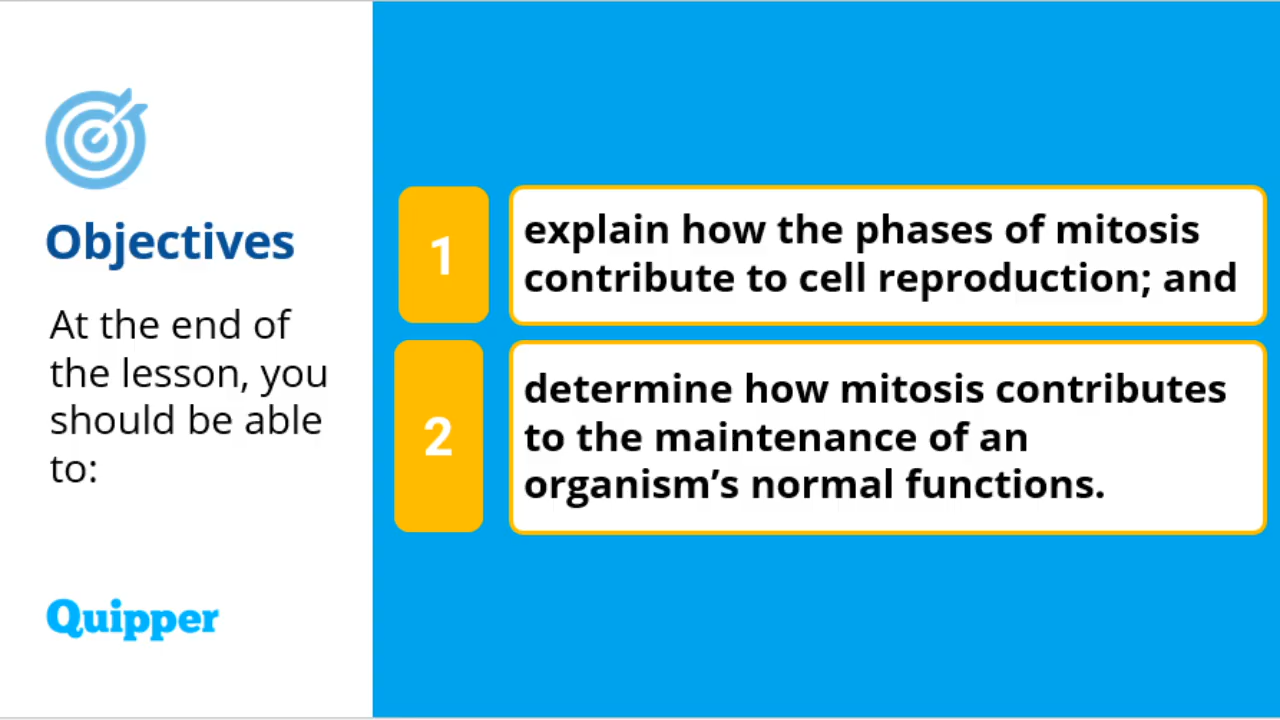 Objectives
At the end of
the lesson, you
should be able
to:
Quipper
1
explain how the phases of mitosis
contribute to cell reproduction; and
2
determine how mitosis contributes
to the maintenance of an
organism’s normal functions.